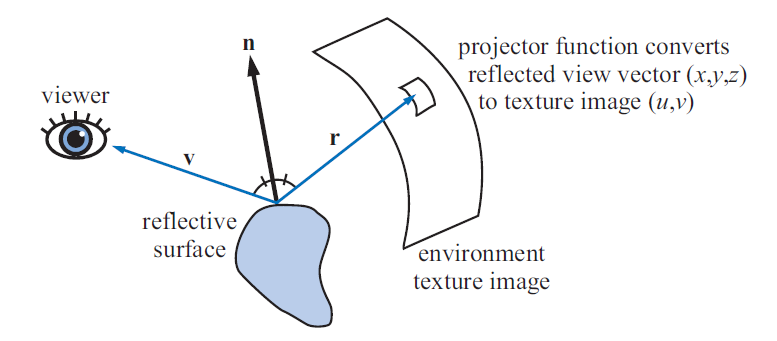 n
projector function converts
reflected view vector (x,y,z)
to texture image (u,v)
viewer
r
v
reflective
surface
environment
texture image